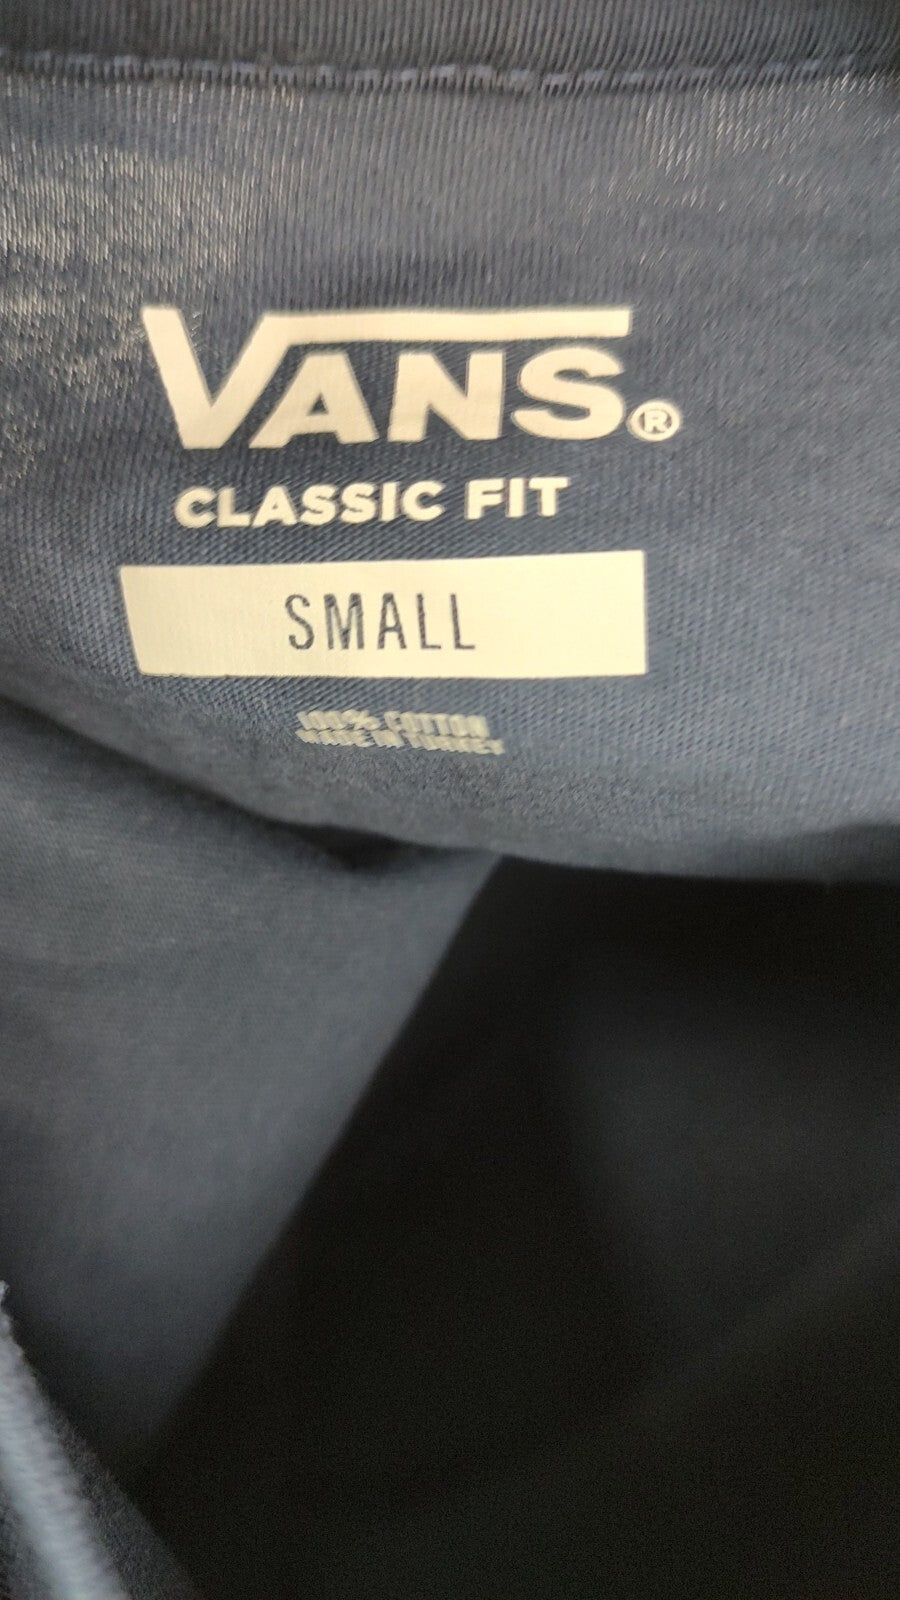 VANS®
CLASSIC FIT
SMALL
100% COTTON
MADE IN TURKEY